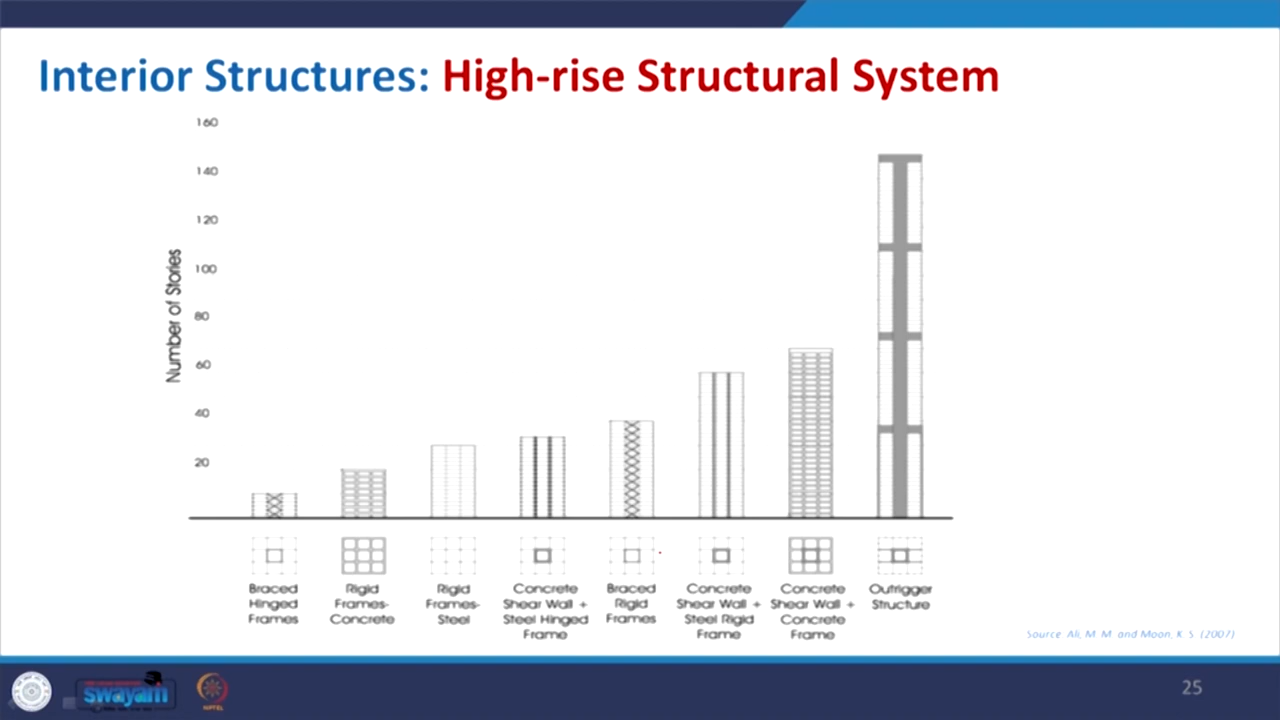 Interior Structures: High-rise Structural System
160
140
120
100
80
60
40
20
Number of Stories
Braced
Hinged
Frames
Rigid
Frames-
Concrete
Rigid
Frames-
Steel
Concrete
Shear Wall +
Steel Hinged
Frame
Braced
Rigid
Frames
Concrete
Shear Wall +
Steel Rigid
Frame
Concrete
Shear Wall +
Concrete
Frame
Outrigger
Structure
Source: Ali, M. M. and Moon, K. S. (2007)
swayam
25